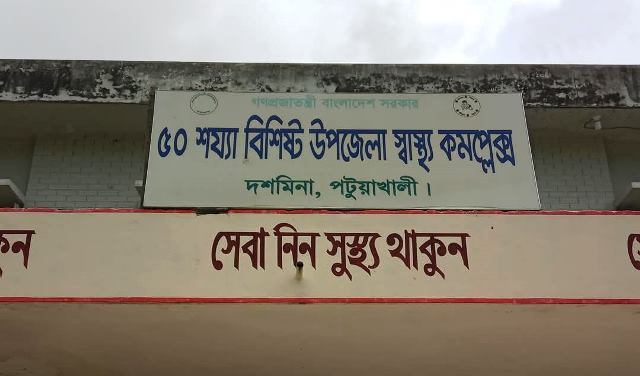 গণপ্রজাতন্ত্রী বাংলাদেশ সরকার
৫০ শয্যা বিশিষ্ট উপজেলা স্বাস্থ্য কমপ্লেক্স
দশমিনা, পটুয়াখালী।
সেবা নিন সুস্থ্য থাকুন